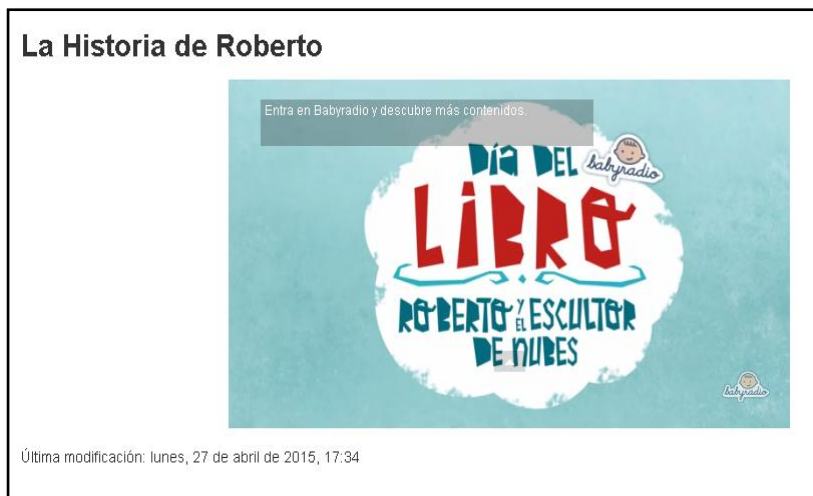 La Historia de Roberto
Entra en Babyradio y descubre más contenidos.
DÍA DEL
babyradio
LIBRO
ROBERTO Y EL ESCULTOR
DE NUBES
babyradio
Última modificación: lunes, 27 de abril de 2015, 17:34